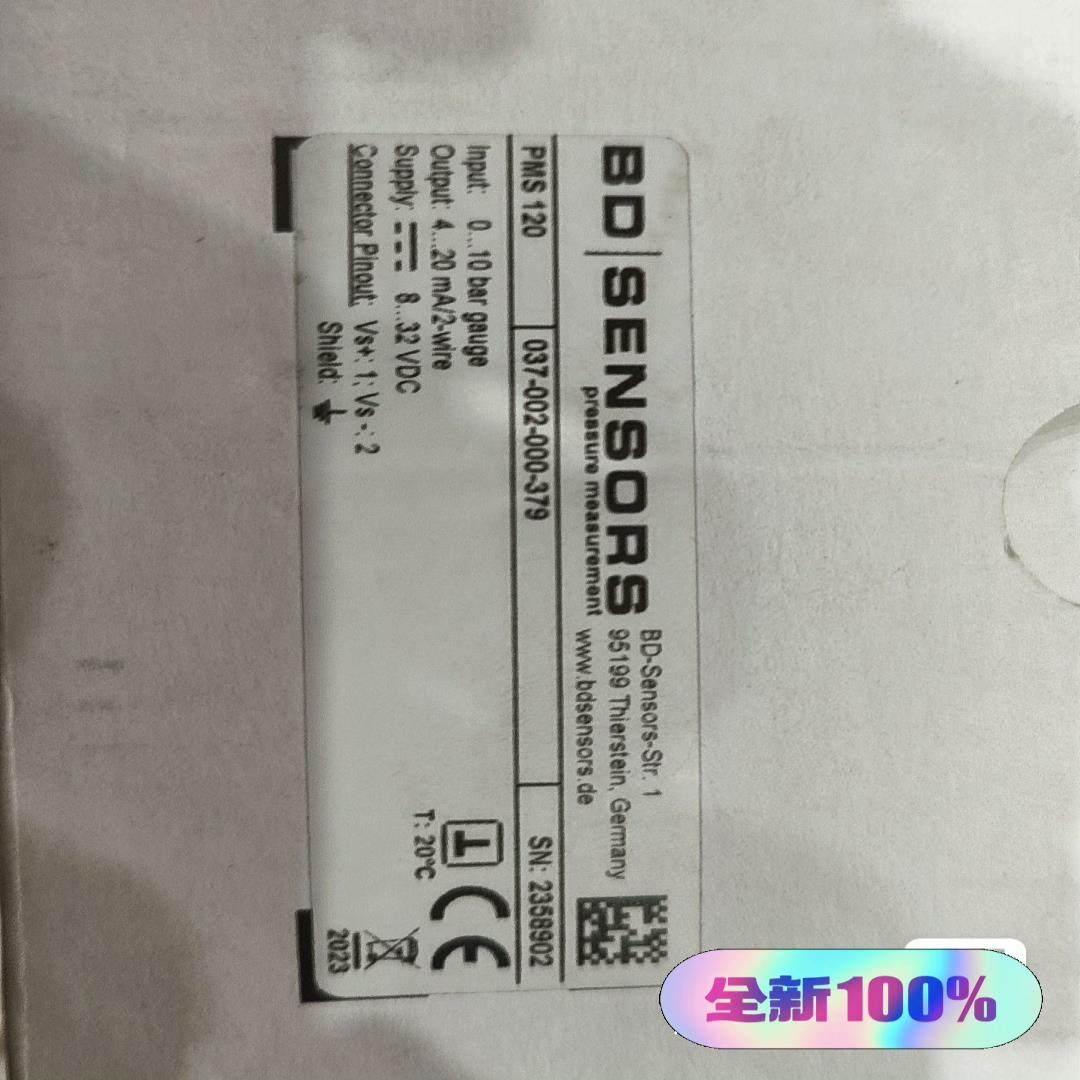 BD|SENSORS
pressure measurement
BD-Sensors-Str. 1
95199 Thierstein, Germany
www.bdsensors.de
PMS 120
037-002-000-379
SN: 2358902
Input: 0...10 bar gauge
Output: 4...20 mA/2-wire
Supply: 8...32 VDC
Connector Pinout: Vs+: 1; Vs -: 2
Shield:
T: 20°C
CE
2023
全新100%